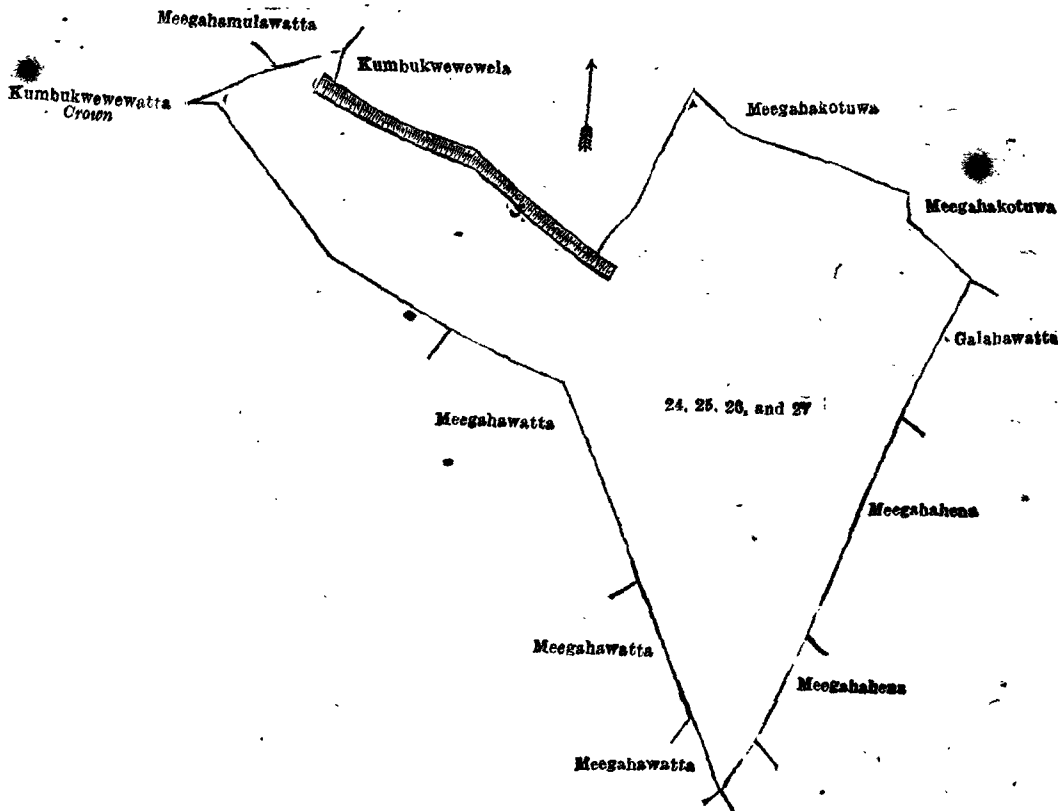 Meegahamulawatta
Kumbukwewewela
Kumbukwewewatta
Crown
Meegahakotuwa
Meegahakotuwa
Galahawatta
24, 25, 26, and 27
Meegahawatta
Meegahahena
Meegahawatta
Meegahahena
Meegahawatta